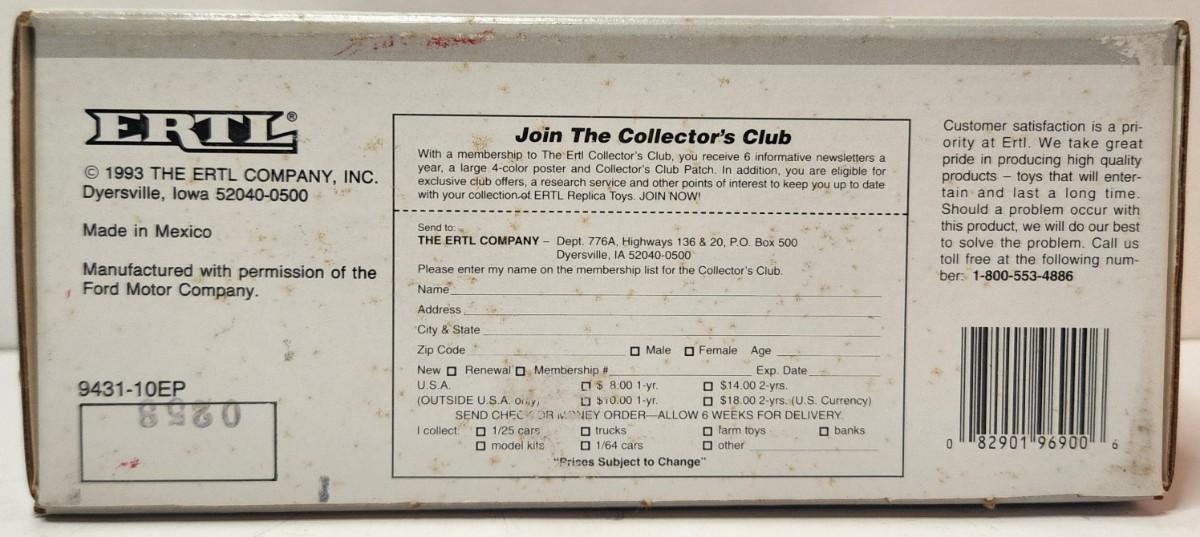 ERTL®
© 1993 THE ERTL COMPANY, INC.
Dyersville, Iowa 52040-0500
Made in Mexico
Manufactured with permission of the
Ford Motor Company.
9431-10EP
0258
Join The Collector's Club
With a membership to The Ertl Collector's Club, you receive 6 informative newsletters a
year, a large 4-color poster and Collector's Club Patch. In addition, you are eligible for
exclusive club offers, a research service and other points of interest to keep you up to date
with your collection of ERTL Replica Toys. JOIN NOW!
Send to:
THE ERTL COMPANY – Dept. 776A, Highways 136 & 20, P.O. Box 500
Dyersville, IA 52040-0500
Please enter my name on the membership list for the Collector's Club.
Name
Address
City & State
Zip Code Male Female Age
New Renewal Membership # Exp. Date
U.S.A. $ 8.00 1-yr. $14.00 2-yrs.
(OUTSIDE U.S.A. only) $10.00 1-yr. $18.00 2-yrs. (U.S. Currency)
SEND CHECK OR MONEY ORDER—ALLOW 6 WEEKS FOR DELIVERY.
I collect: 1/25 cars trucks farm toys banks
model kits 1/64 cars other
"Prises Subject to Change"
Customer satisfaction is a pri-
ority at Ertl. We take great
pride in producing high quality
products – toys that will enter-
tain and last a long time.
Should a problem occur with
this product, we will do our best
to solve the problem. Call us
toll free at the following num-
ber: 1-800-553-4886
0 82901 96900 6